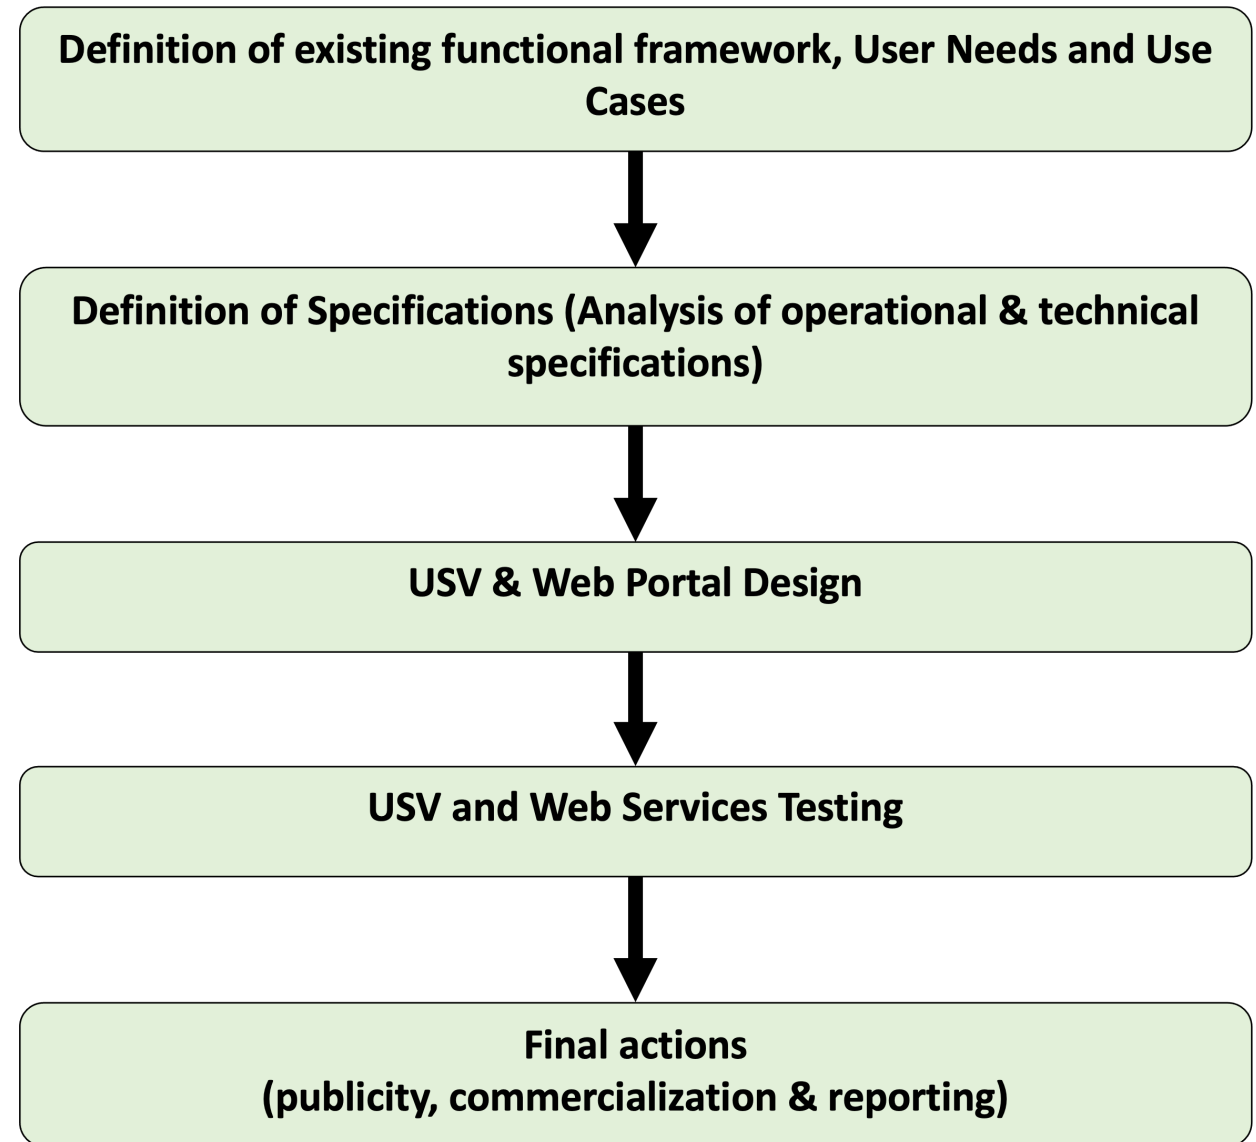 Definition of existing functional framework, User Needs and Use
Cases
Definition of Specifications (Analysis of operational & technical
specifications)
USV & Web Portal Design
USV and Web Services Testing
Final actions
(publicity, commercialization & reporting)